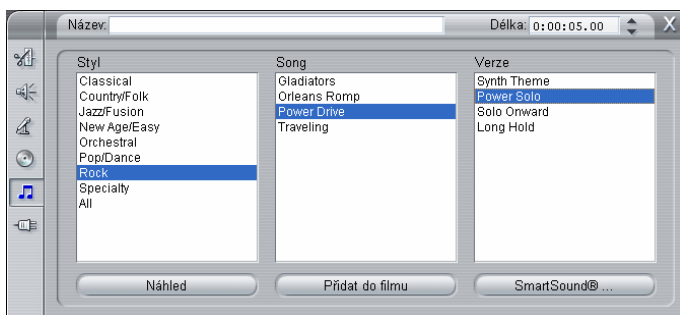 Název:
Délka: 0:00:05.00
X
Styl
Classical
Country/Folk
Jazz/Fusion
New Age/Easy
Orchestral
Pop/Dance
Rock
Specialty
All
Song
Gladiators
Orleans Romp
Power Drive
Traveling
Verze
Synth Theme
Power Solo
Solo Onward
Long Hold
Náhled
Přidat do filmu
SmartSound® ...